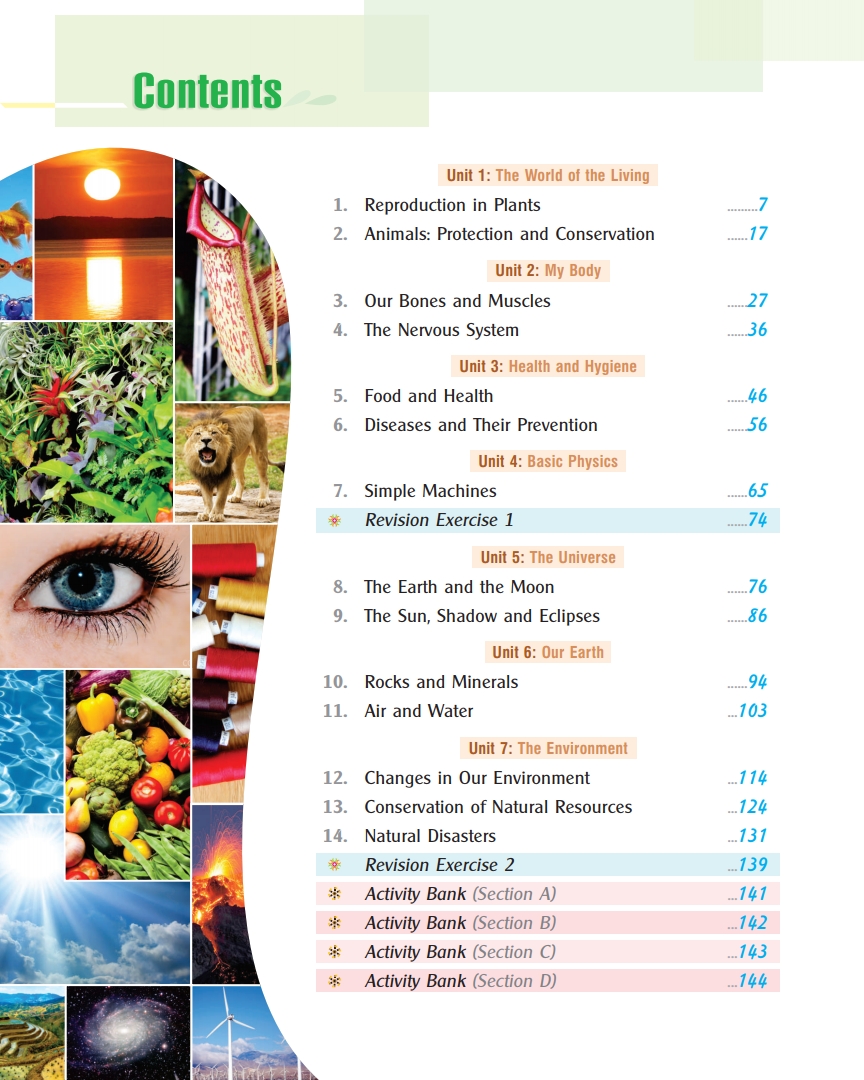 Contents
Unit 1: The World of the Living
1. Reproduction in Plants .........7
2. Animals: Protection and Conservation ......17
Unit 2: My Body
3. Our Bones and Muscles ......27
4. The Nervous System ......36
Unit 3: Health and Hygiene
5. Food and Health ......46
6. Diseases and Their Prevention ......56
Unit 4: Basic Physics
7. Simple Machines ......65
Revision Exercise 1 ......74
Unit 5: The Universe
8. The Earth and the Moon ......76
9. The Sun, Shadow and Eclipses ......86
Unit 6: Our Earth
10. Rocks and Minerals ......94
11. Air and Water ...103
Unit 7: The Environment
12. Changes in Our Environment ...114
13. Conservation of Natural Resources ...124
14. Natural Disasters ...131
Revision Exercise 2 ...139
Activity Bank (Section A) ...141
Activity Bank (Section B) ...142
Activity Bank (Section C) ...143
Activity Bank (Section D) ...144